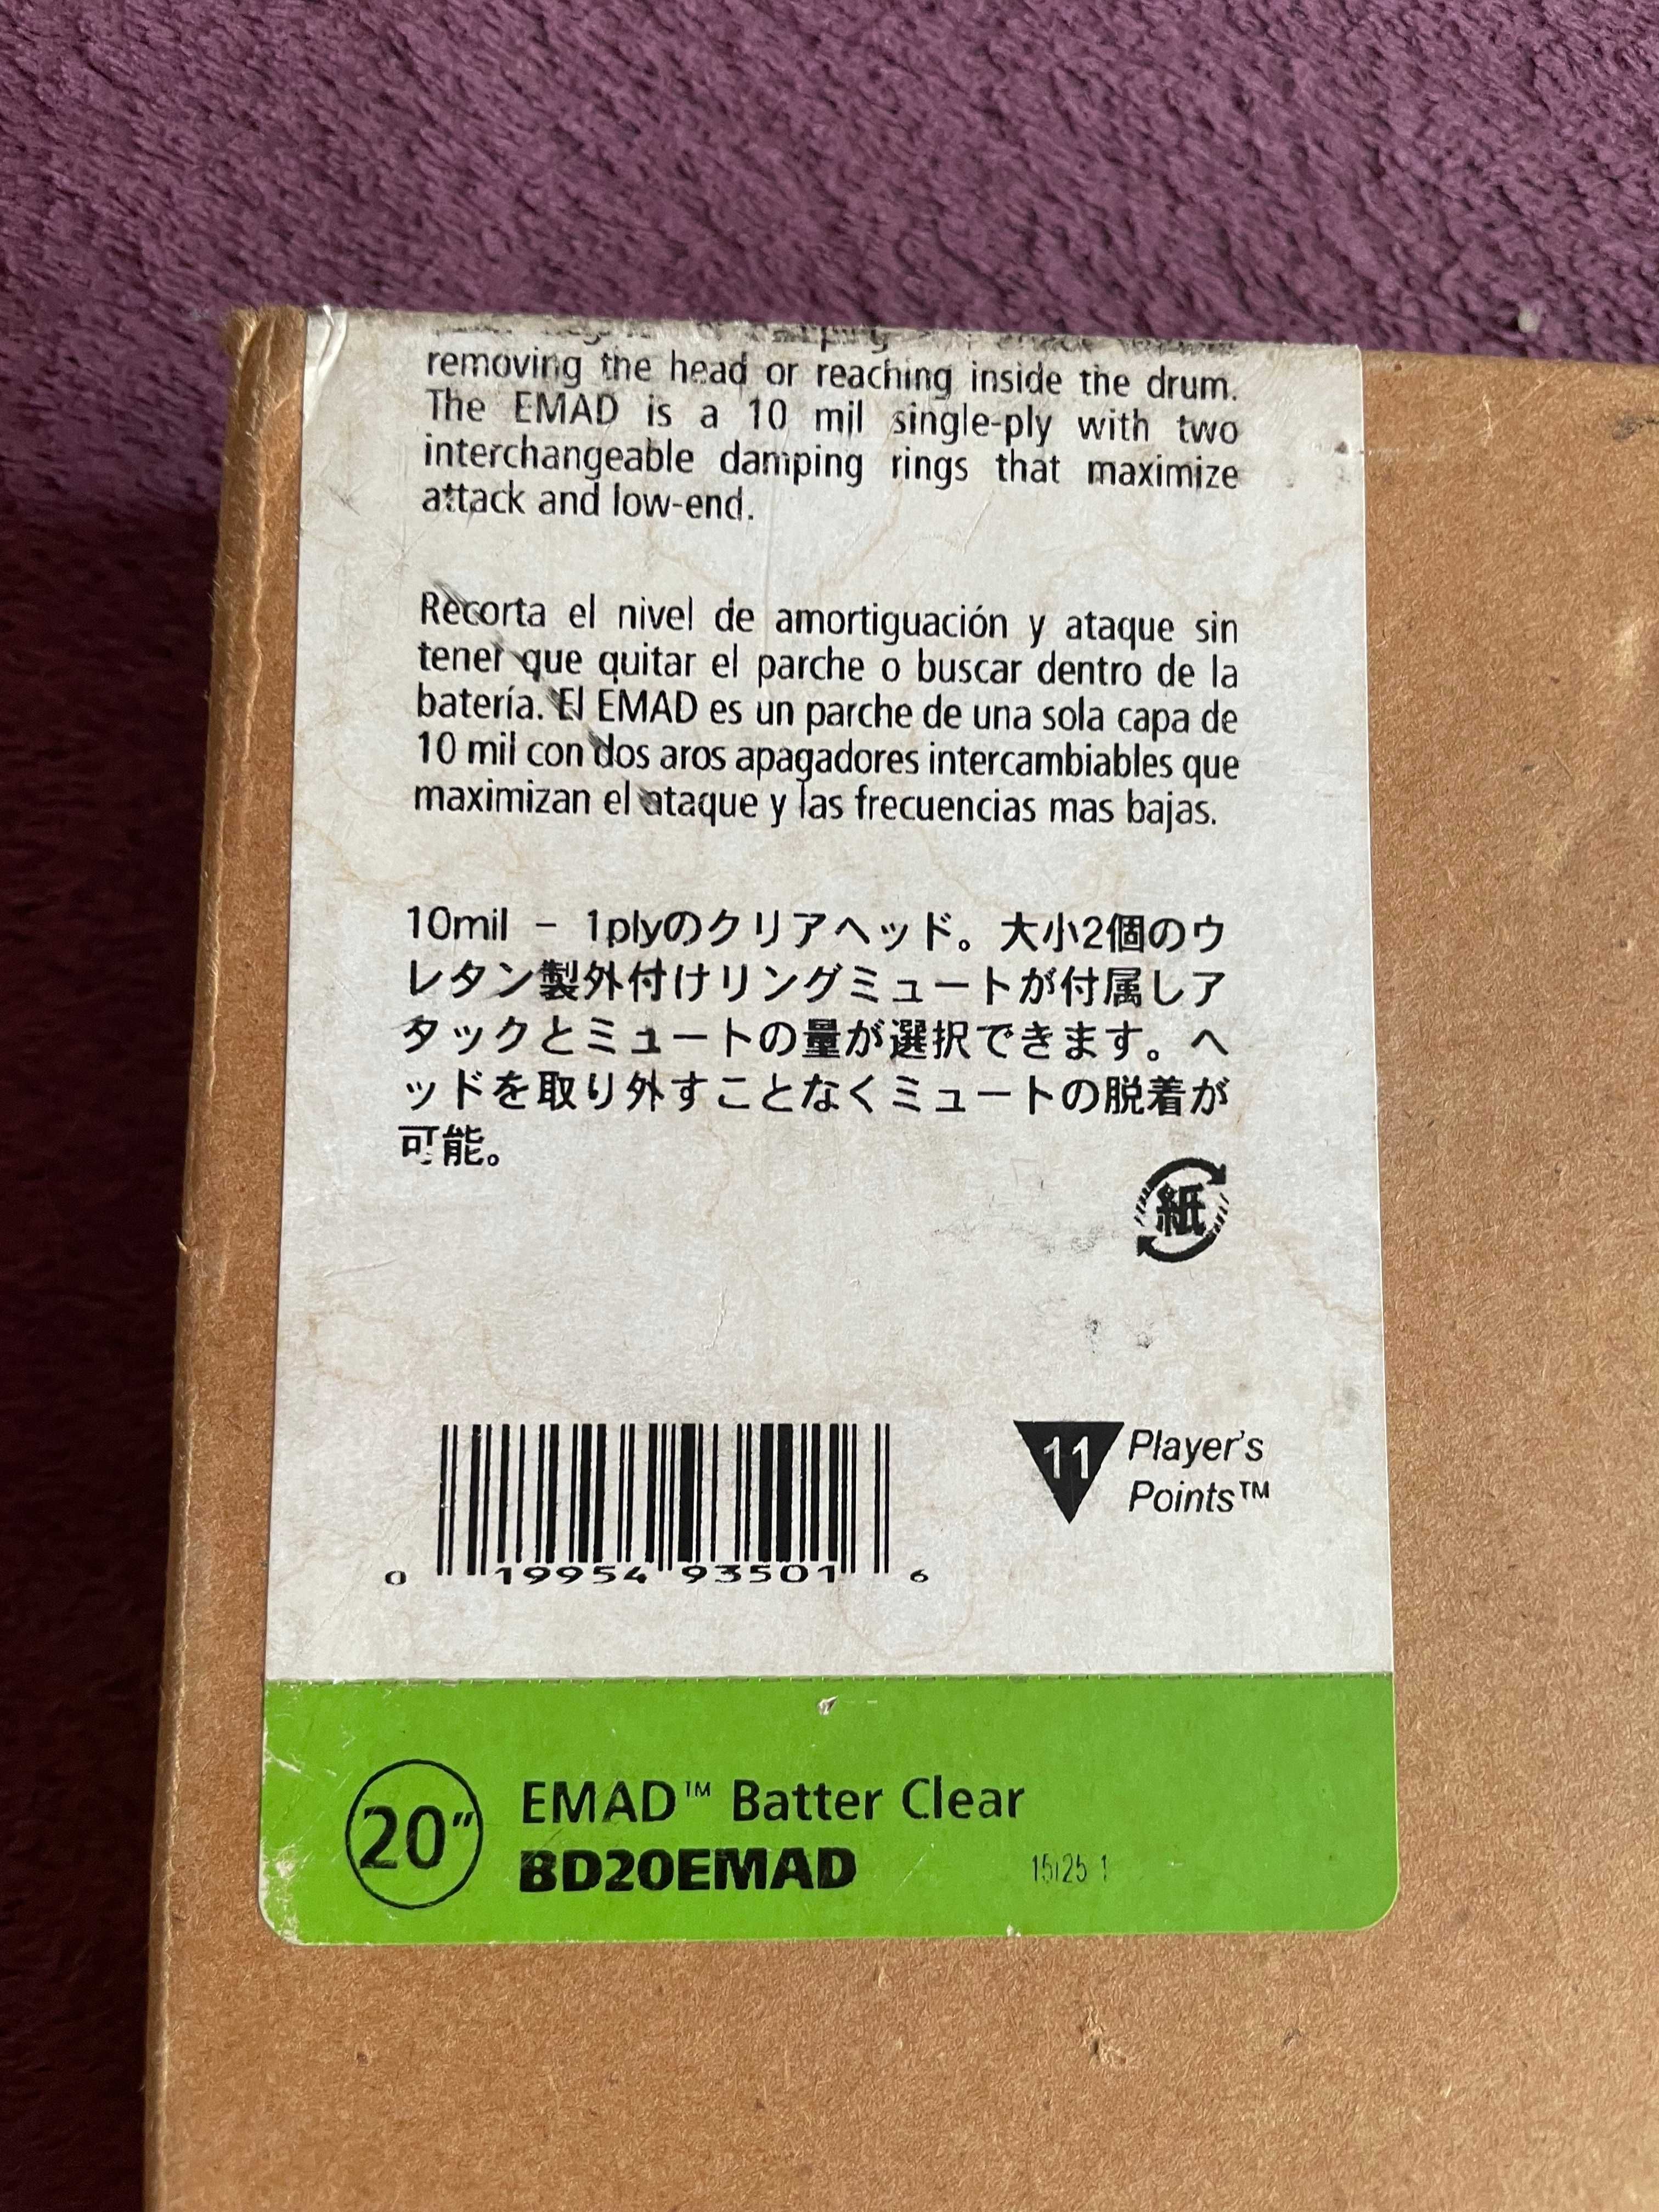 removing the head or reaching inside the drum.
The EMAD is a 10 mil single-ply with two
interchangeable damping rings that maximize
attack and low-end.
Recorta el nivel de amortiguación y ataque sin
tener que quitar el parche o buscar dentro de la
batería. El EMAD es un parche de una sola capa de
10 mil con dos aros apagadores intercambiables que
maximizan el ataque y las frecuencias mas bajas.
10mil - 1plyのクリアヘッド。大小2個のウ
レタン製外付けリングミュートが付属しア
タックとミュートの量が選択できます。ヘ
ッドを取り外すことなくミュートの脱着が
可能。
紙
11 Player's
Points™
0 19954 93501 6
20" EMAD™ Batter Clear
BD20EMAD